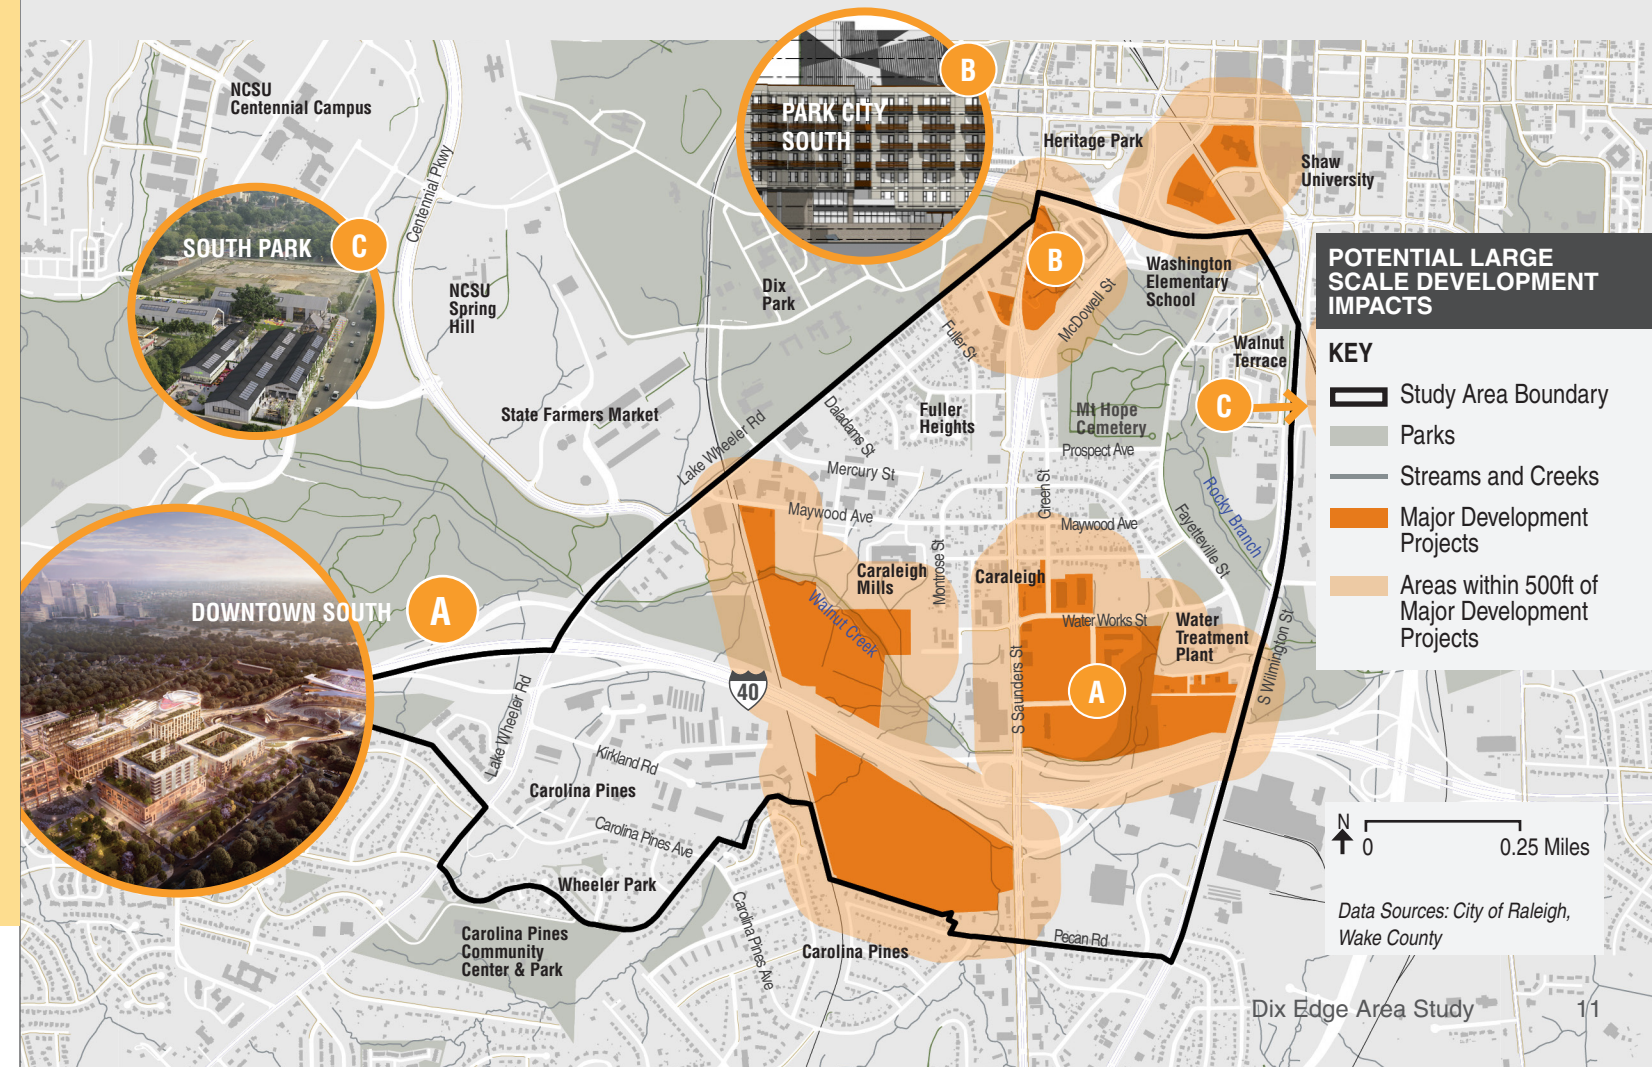 NCSU
Centennial Campus
Centennial Pkwy
B
PARK CITY
SOUTH
Heritage Park
Shaw
University
SOUTH PARK
C
NCSU
Spring
Hill
Dix
Park
B
Washington
Elementary
School
McDowell St
Fuller St
Walnut
Terrace
C
State Farmers Market
Lake Wheeler Rd
Daladams St
Fuller
Heights
Mt Hope
Cemetery
Prospect Ave
Mercury St
Green St
Rocky Branch
Maywood Ave
Maywood Ave
Fayetteville St
Montrose St
Caraleigh
Mills
Caraleigh
Walnut Creek
Water Works St
Water
Treatment
Plant
DOWNTOWN SOUTH
A
40
S Saunders St
A
S Wilmington St
Lake Wheeler Rd
Kirkland Rd
Carolina Pines
Carolina Pines Ave
Wheeler Park
Carolina Pines
Community
Center & Park
Carolina Pines Ave
Carolina Pines
Pecan Rd
POTENTIAL LARGE
SCALE DEVELOPMENT
IMPACTS
KEY
Study Area Boundary
Parks
Streams and Creeks
Major Development
Projects
Areas within 500ft of
Major Development
Projects
N
0
0.25 Miles
Data Sources: City of Raleigh,
Wake County
Dix Edge Area Study
11